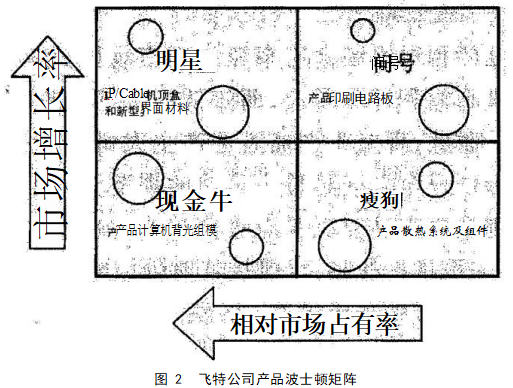 市场增长率
明星
IP/Cable机顶盒
和新型界面材料
问号
产品印刷电路板
现金牛
产品计算机背光组模
瘦狗
产品散热系统及组件
相对市场占有率
图 2 飞特公司产品波士顿矩阵